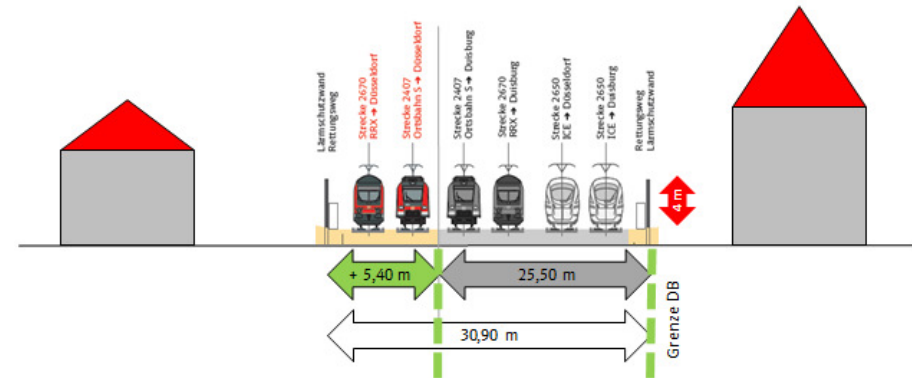 Lärmschutzwand
Rettungsweg
Strecke 2670
RRX → Düsseldorf
Strecke 2407
Ortsbahn S → Düsseldorf
Strecke 2407
Ortsbahn S → Duisburg
Strecke 2670
RRX → Duisburg
Strecke 2650
ICE → Düsseldorf
Strecke 2650
ICE → Duisburg
Rettungsweg
Lärmschutzwand
4 m
+ 5,40 m
25,50 m
30,90 m
Grenze DB